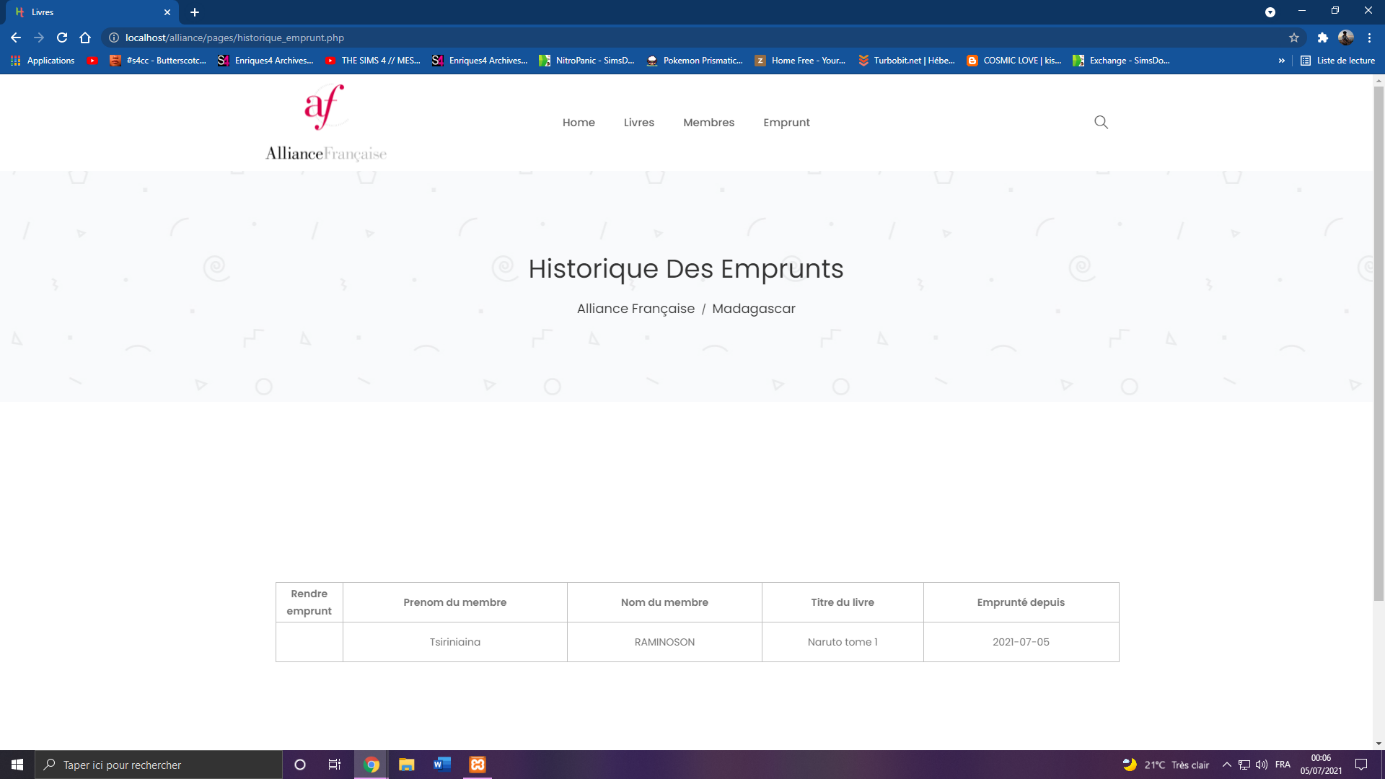 Livres
localhost/alliance/pages/historique_emprunt.php
Applications #s4cc - Butterscotc... Enriques4 Archives... THE SIMS 4 // MES... Enriques4 Archives... NitroPanic - SimsD... Pokemon Prismatic... Home Free - Your... Turbobit.net | Hébe... COSMIC LOVE | kis... Exchange - SimsDo... » Liste de lecture
af
AllianceFrançaise
Home Livres Membres Emprunt
Historique Des Emprunts
Alliance Française / Madagascar
Rendre emprunt Prenom du membre Nom du membre Titre du livre Emprunté depuis
Tsiriniaina RAMINOSON Naruto tome 1 2021-07-05
Taper ici pour rechercher
21°C Très clair FRA
00:06
05/07/2021